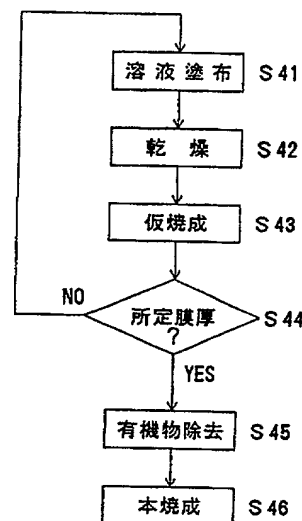 溶液塗布 S41
乾燥 S42
仮焼成 S43
NO 所定膜厚 S44
?
YES
有機物除去 S45
本焼成 S46